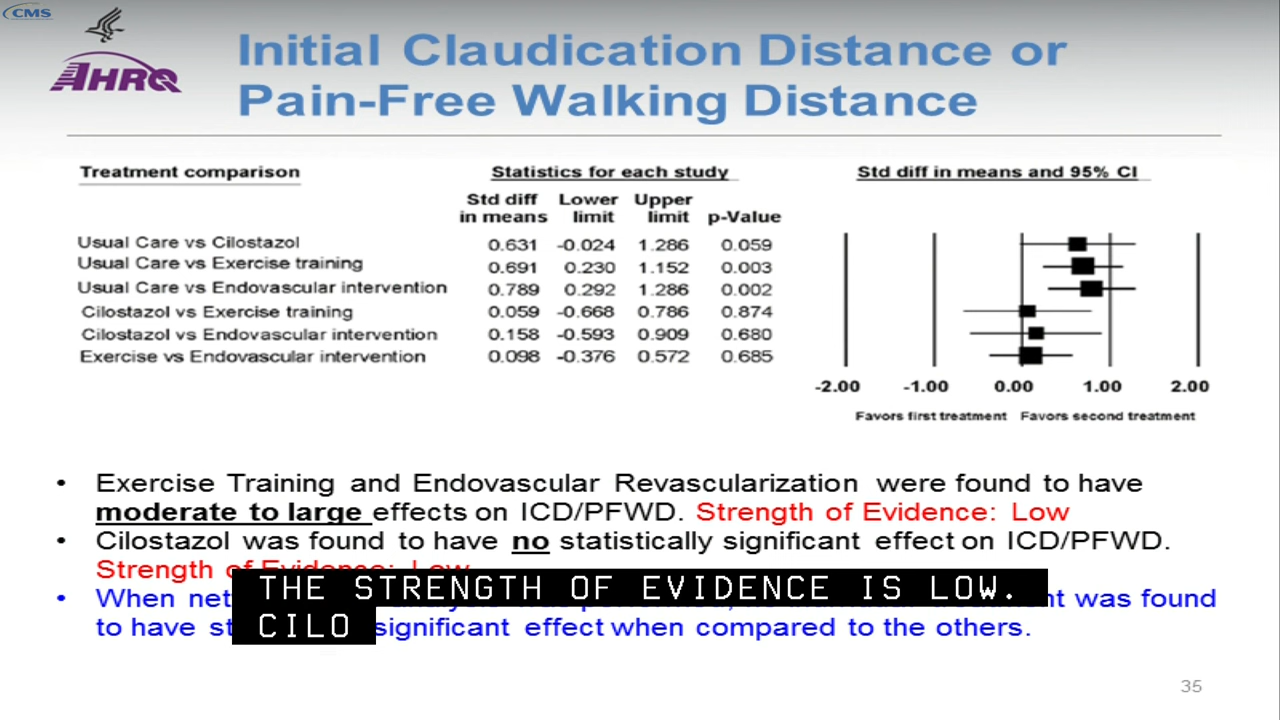 CMS
AHRQ
Initial Claudication Distance or
Pain-Free Walking Distance
Treatment comparison Statistics for each study Std diff in means and 95% CI
Std diff Lower Upper
in means limit limit p-Value
Usual Care vs Cilostazol 0.631 -0.024 1.286 0.059
Usual Care vs Exercise training 0.691 0.230 1.152 0.003
Usual Care vs Endovascular intervention 0.789 0.292 1.286 0.002
Cilostazol vs Exercise training 0.059 -0.668 0.786 0.874
Cilostazol vs Endovascular intervention 0.158 -0.593 0.909 0.680
Exercise vs Endovascular intervention 0.098 -0.376 0.572 0.685
-2.00 -1.00 0.00 1.00 2.00
Favors first treatment Favors second treatment
• Exercise Training and Endovascular Revascularization were found to have
moderate to large effects on ICD/PFWD. Strength of Evidence: Low
• Cilostazol was found to have no statistically significant effect on ICD/PFWD.
Strength of Evidence: Low
THE STRENGTH OF EVIDENCE IS LOW.
CILO
• When was found
to have significant effect when compared to the others.
35